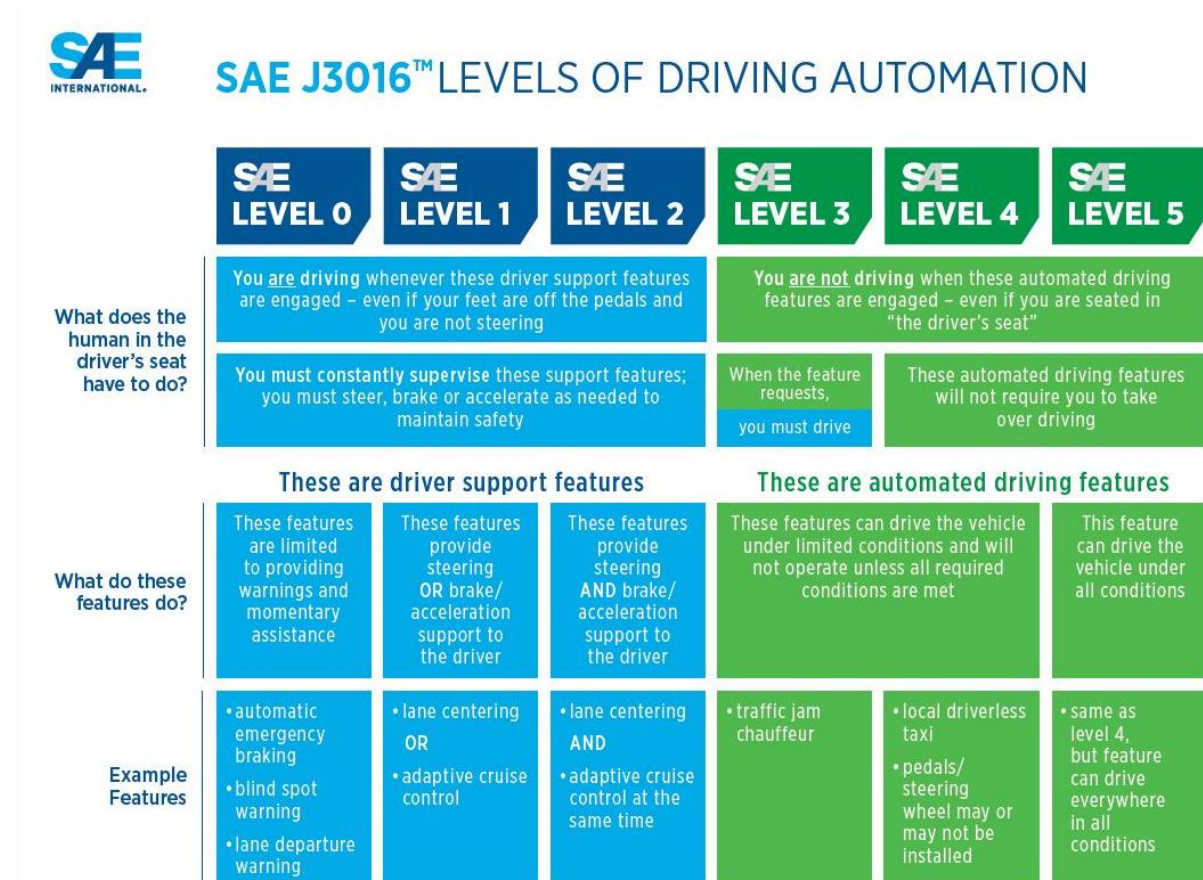 SAE
INTERNATIONAL®
SAE J3016™ LEVELS OF DRIVING AUTOMATION
SAE
LEVEL 0
SAE
LEVEL 1
SAE
LEVEL 2
SAE
LEVEL 3
SAE
LEVEL 4
SAE
LEVEL 5
What does the
human in the
driver's seat
have to do?
You are driving whenever these driver support features
are engaged – even if your feet are off the pedals and
you are not steering
You are not driving when these automated driving
features are engaged – even if you are seated in
“the driver's seat”
You must constantly supervise these support features;
you must steer, brake or accelerate as needed to
maintain safety
When the feature
requests,
you must drive
These automated driving features
will not require you to take
over driving
These are driver support features
These are automated driving features
What do these
features do?
These features
are limited
to providing
warnings and
momentary
assistance
These features
provide
steering
OR brake/
acceleration
support to
the driver
These features
provide
steering
AND brake/
acceleration
support to
the driver
These features can drive the vehicle
under limited conditions and will
not operate unless all required
conditions are met
This feature
can drive the
vehicle under
all conditions
Example
Features
•automatic
emergency
braking
•blind spot
warning
•lane departure
warning
•lane centering
OR
•adaptive cruise
control
•lane centering
AND
•adaptive cruise
control at the
same time
•traffic jam
chauffeur
•local driverless
taxi
•pedals/
steering
wheel may or
may not be
installed
•same as
level 4,
but feature
can drive
everywhere
in all
conditions